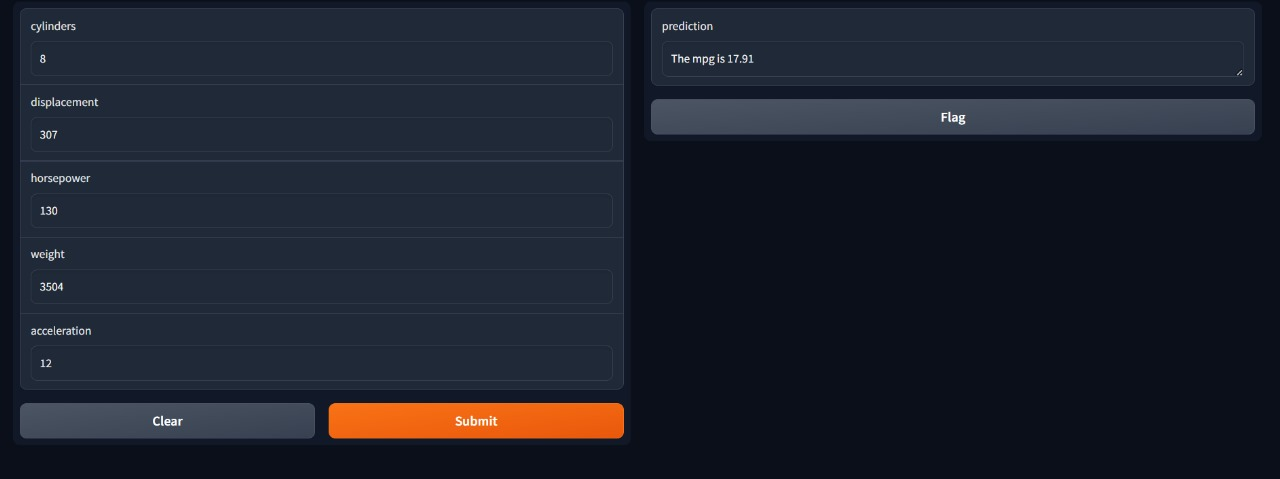 cylinders
8
displacement
307
horsepower
130
weight
3504
acceleration
12
Clear
Submit
prediction
The mpg is 17.91
Flag